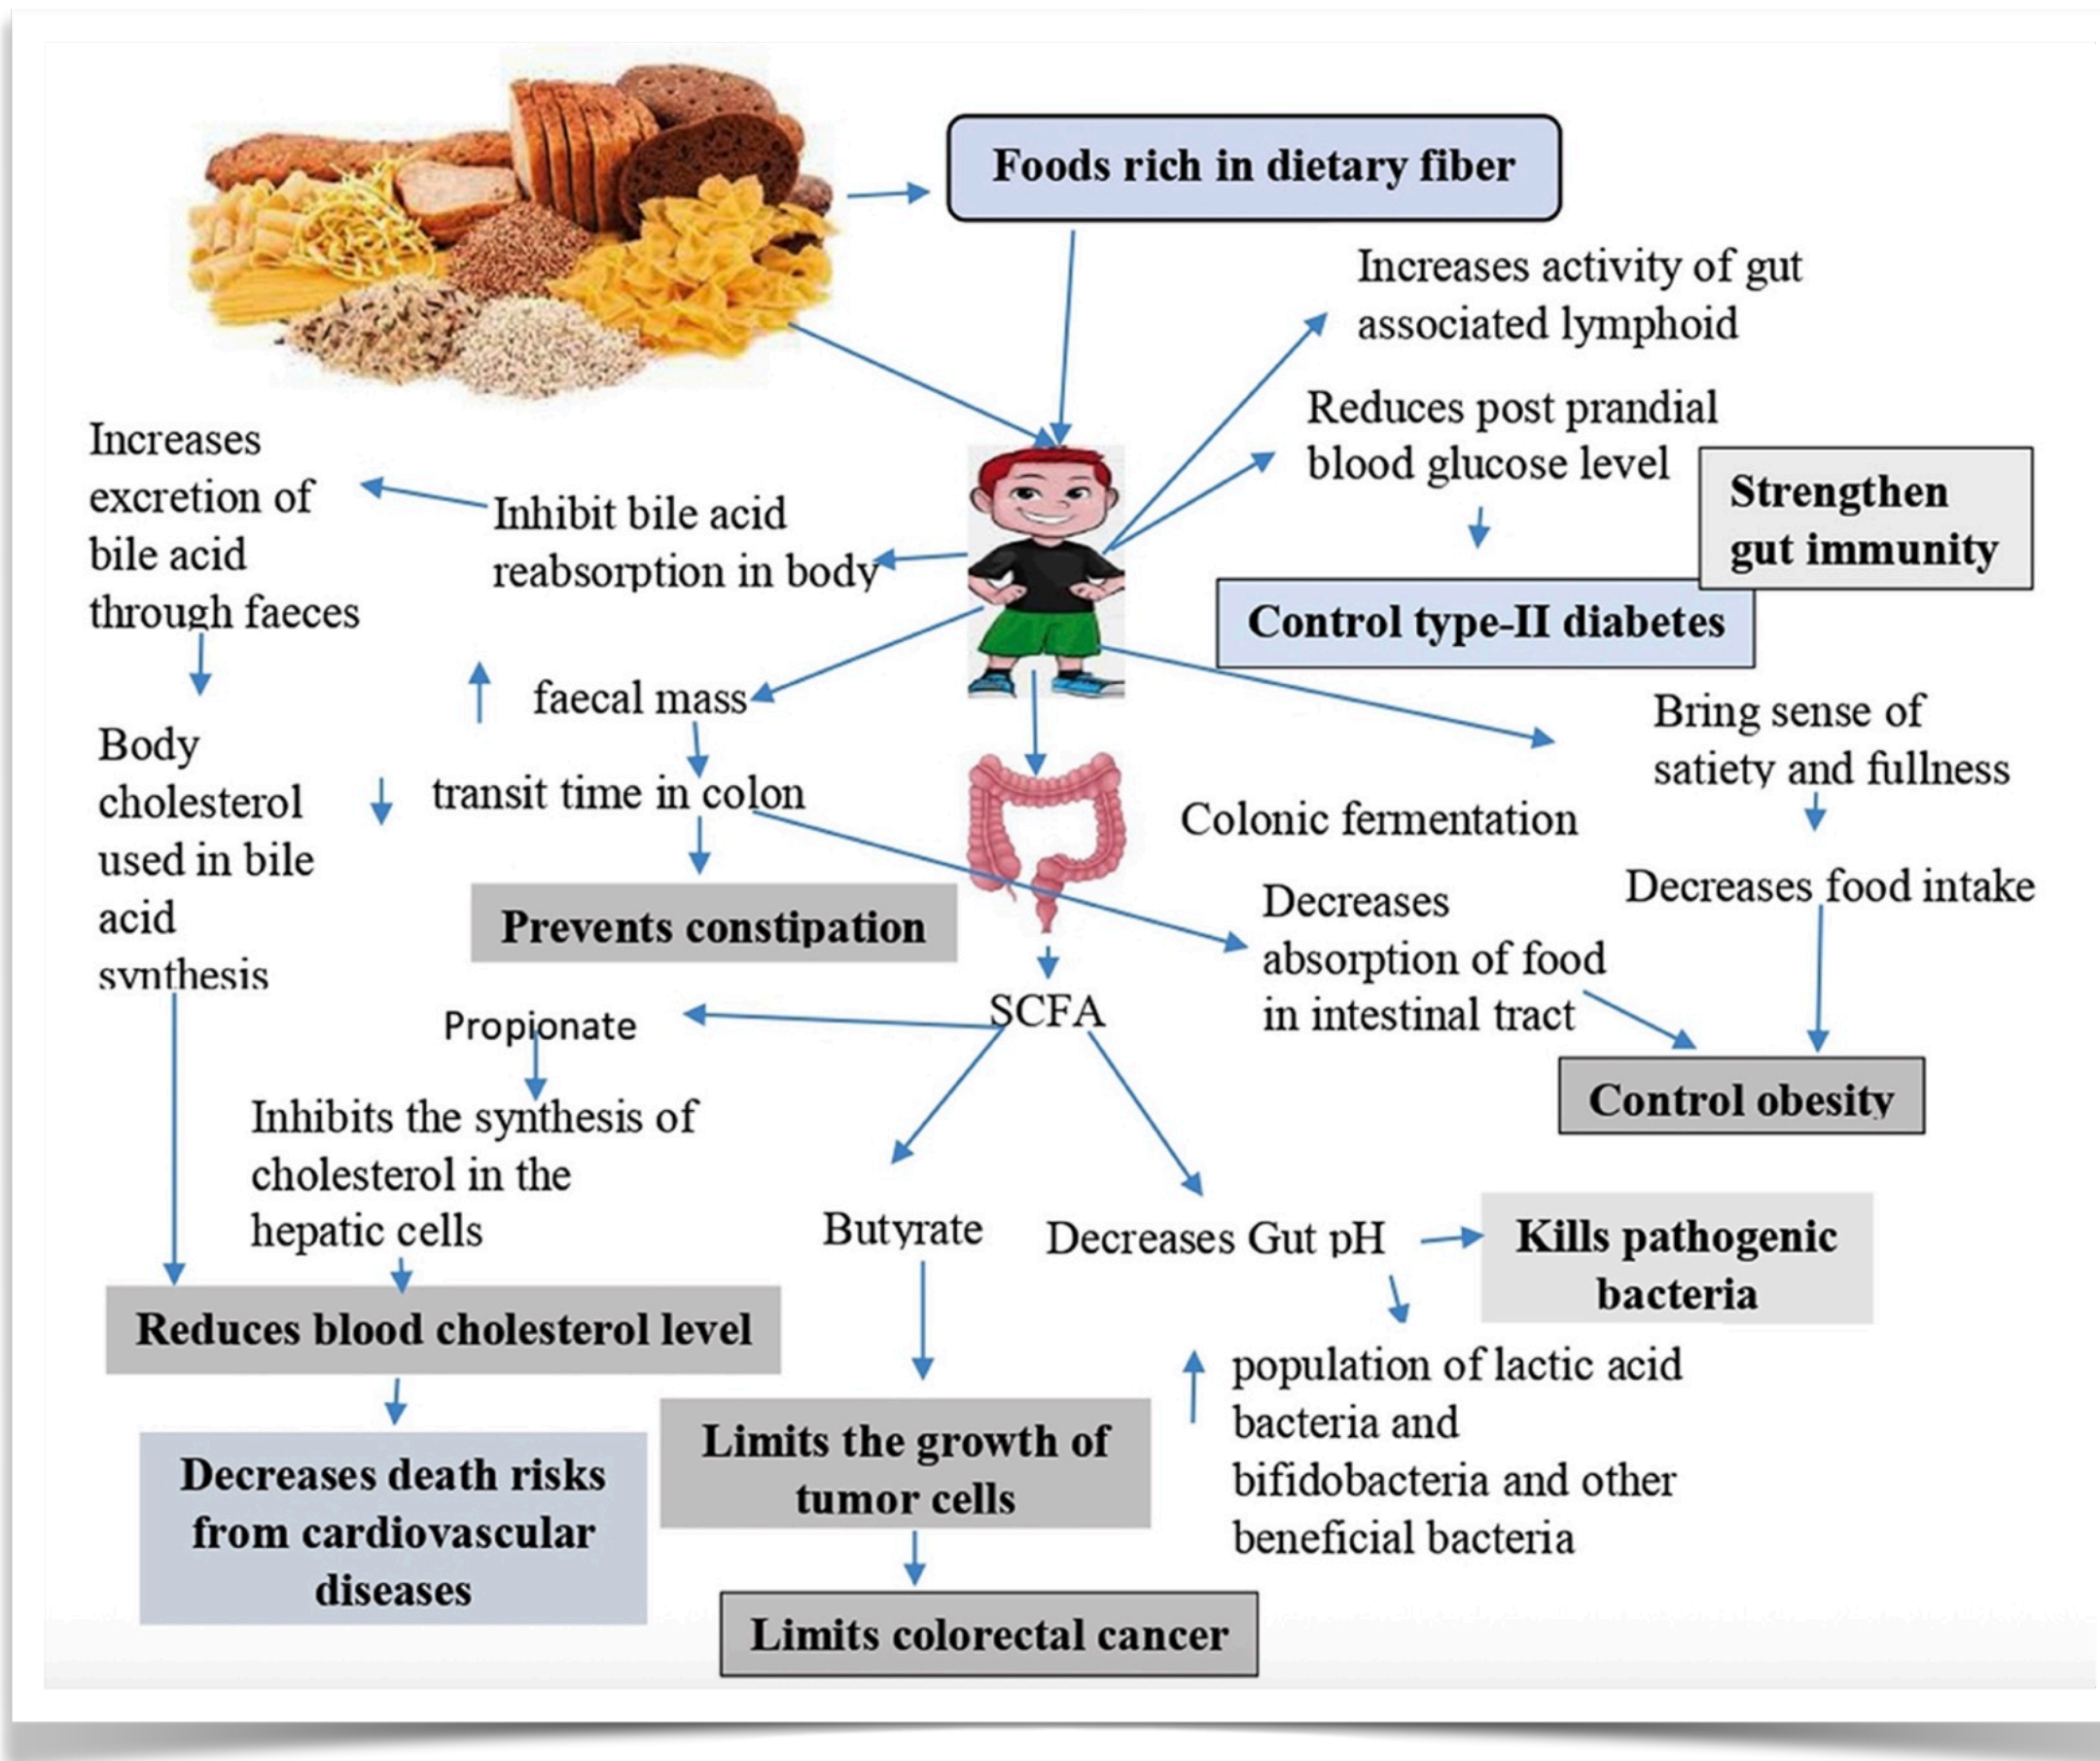 Foods rich in dietary fiber
Increases activity of gut
associated lymphoid
Reduces post prandial
blood glucose level
Strengthen
gut immunity
Control type-II diabetes
Increases
excretion of
bile acid
through faeces
Inhibit bile acid
reabsorption in body
faecal mass
transit time in colon
Prevents constipation
Body
cholesterol
used in bile
acid
synthesis
Bring sense of
satiety and fullness
Colonic fermentation
Decreases food intake
Decreases
absorption of food
in intestinal tract
Control obesity
SCFA
Propionate
Inhibits the synthesis of
cholesterol in the
hepatic cells
Butyrate
Decreases Gut pH
Kills pathogenic
bacteria
Reduces blood cholesterol level
population of lactic acid
bacteria and
bifidobacteria and other
beneficial bacteria
Decreases death risks
from cardiovascular
diseases
Limits the growth of
tumor cells
Limits colorectal cancer